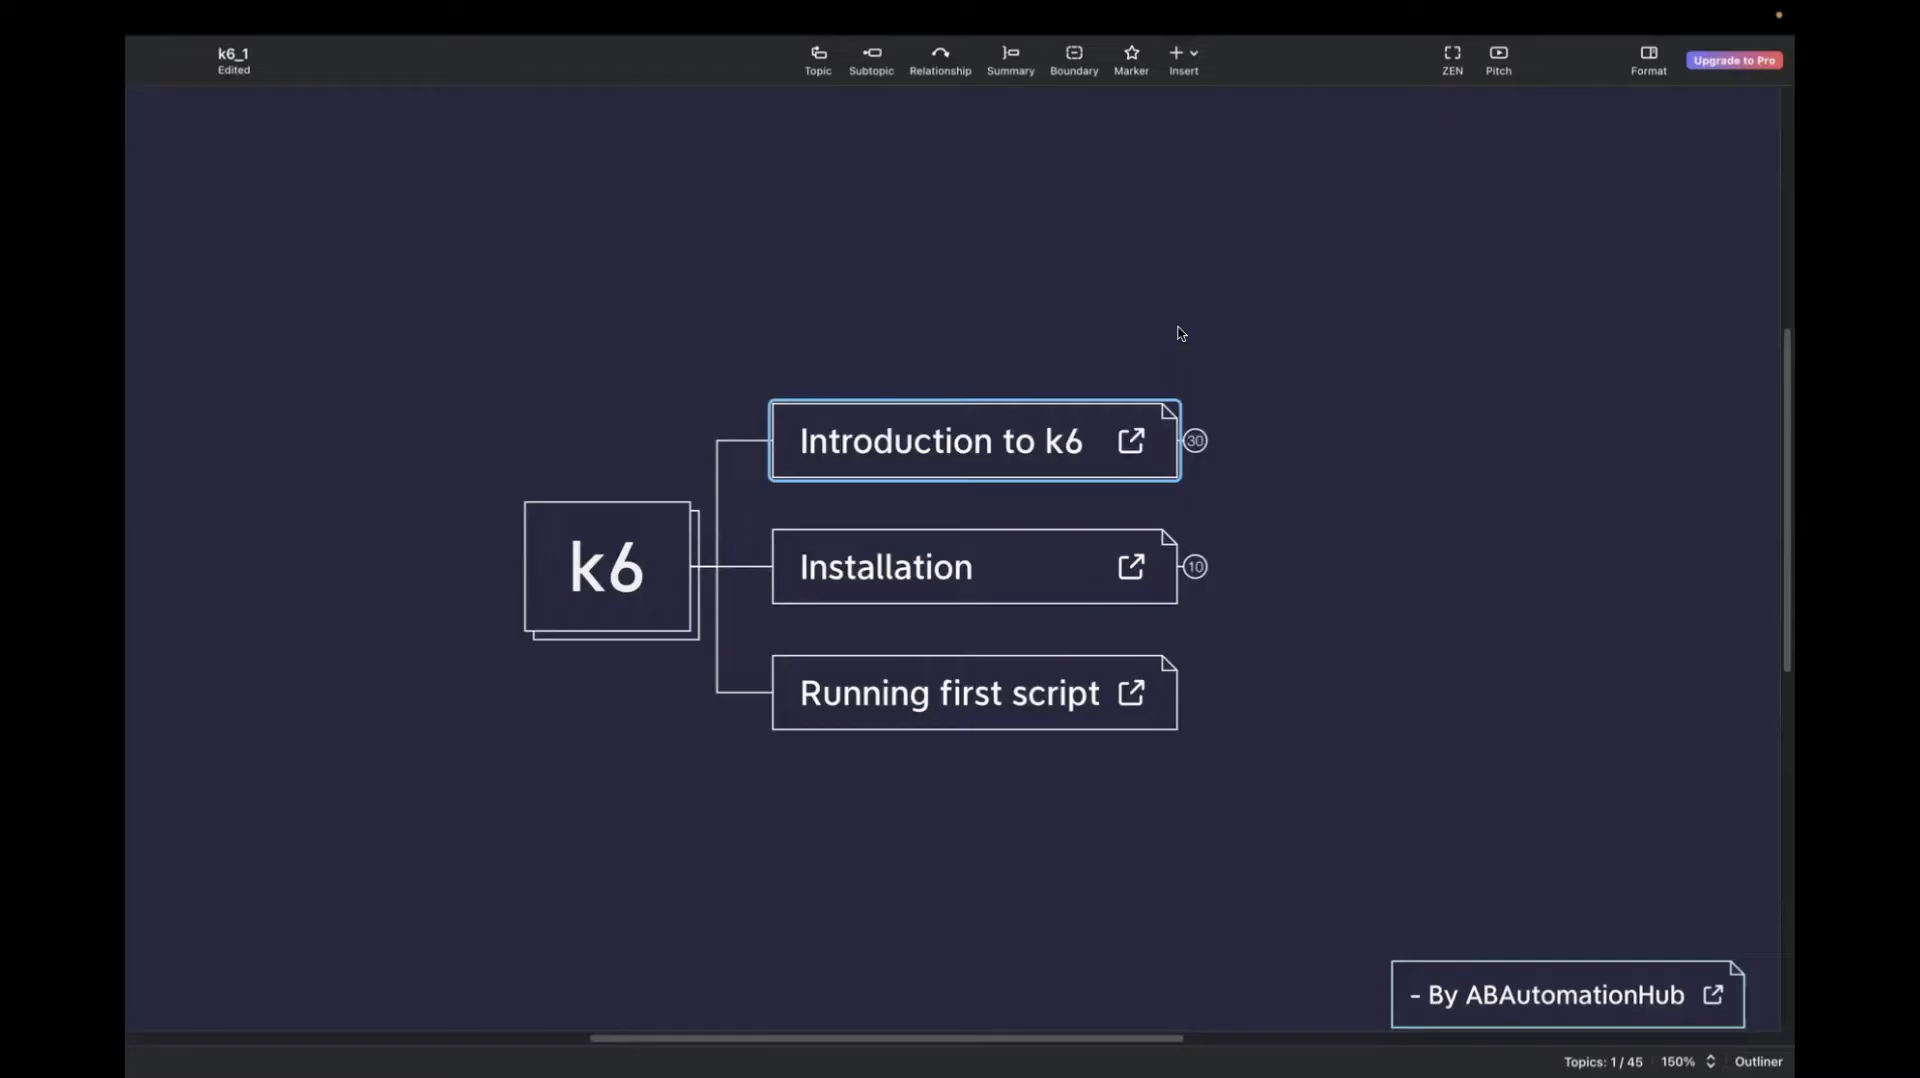 k6_1
Edited
Topic
Subtopic
Relationship
Summary
Boundary
Marker
Insert
ZEN
Pitch
Format
Upgrade to Pro
k6
Introduction to k6
30
Installation
10
Running first script
- By ABAutomationHub
Topics: 1 / 45
150%
Outliner